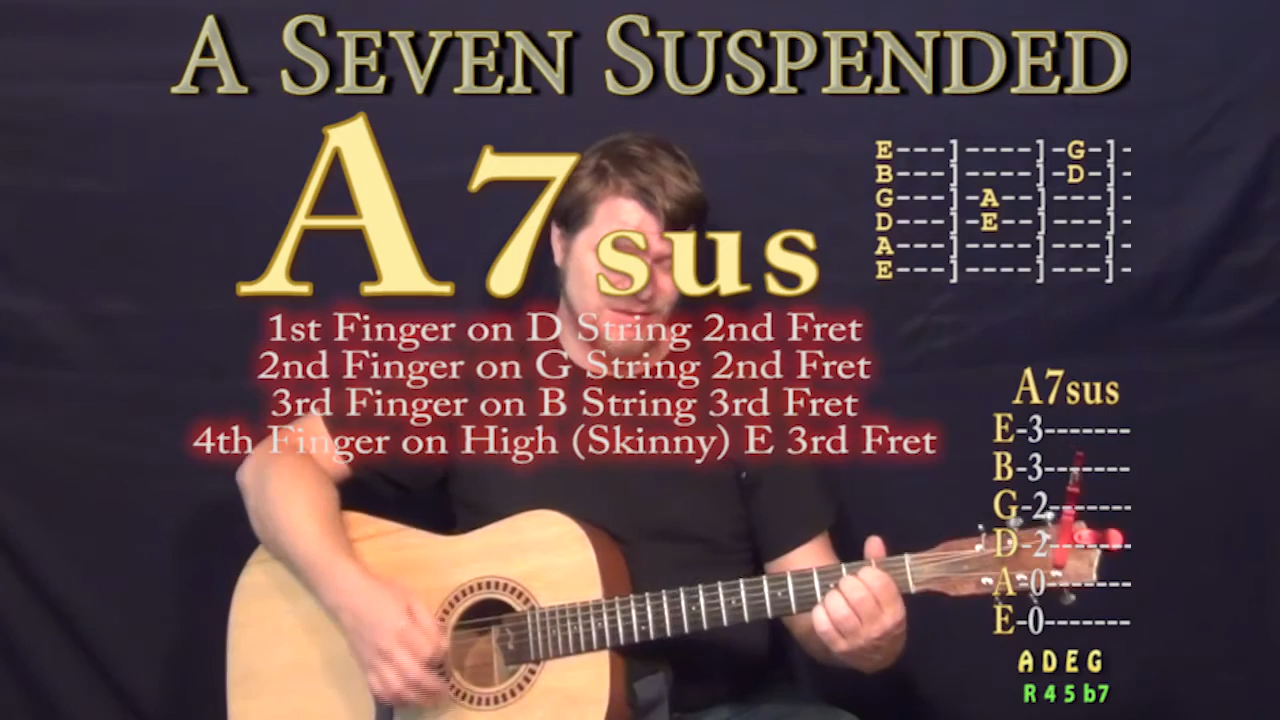 A SEVEN SUSPENDED
A7sus
1st Finger on D String 2nd Fret
2nd Finger on G String 2nd Fret
3rd Finger on B String 3rd Fret
4th Finger on High (Skinny) E 3rd Fret
E---]----]-G-]-
B---]----]-D-]-
G---]-A--]---]-
D---]-E--]---]-
A---]----]---]-
E---]----]---]-
A7sus
E-3-------
B-3-------
G-2-------
D-2-------
A-0-------
E-0-------
A D E G
R 4 5 b7